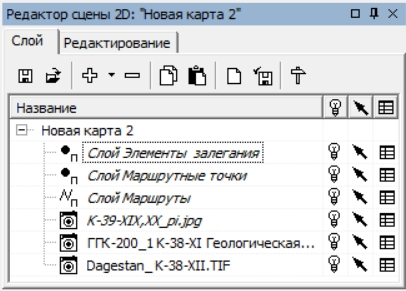 Редактор сцены 2D: "Новая карта 2"
Слой Редактирование
Название
Новая карта 2
П Слой Элементы залегания
П Слой Маршрутные точки
П Слой Маршруты
K-39-XIX,XX_pi.jpg
ГГК-200_1 К-38-XI Геологическая...
Dagestan_K-38-XII.TIF